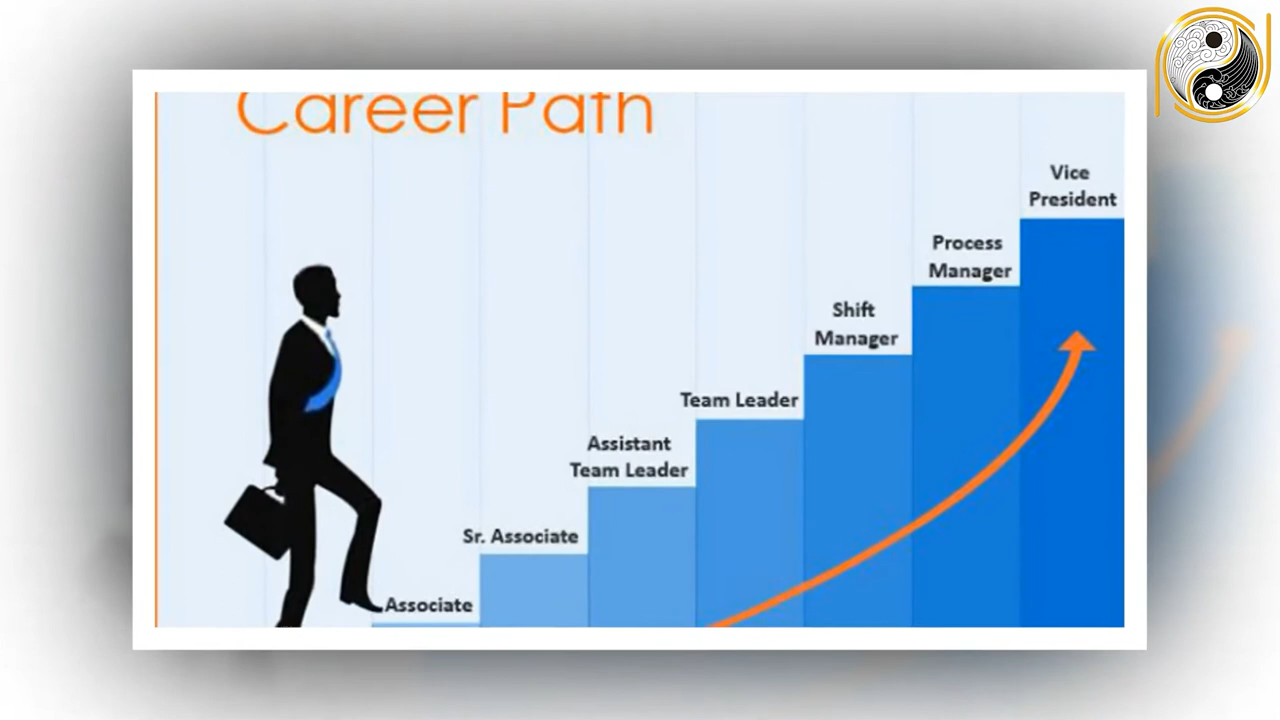 Career Path
Vice
President
Process
Manager
Shift
Manager
Team Leader
Assistant
Team Leader
Sr. Associate
Associate